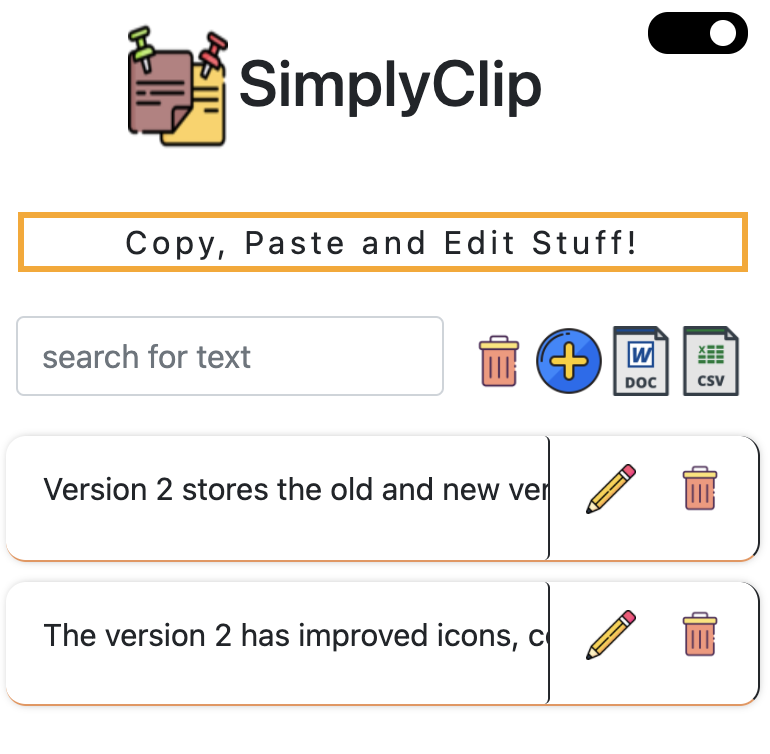 SimplyClip
Copy, Paste and Edit Stuff!
search for text
W
DOC
X
CSV
Version 2 stores the old and new ver
The version 2 has improved icons, c